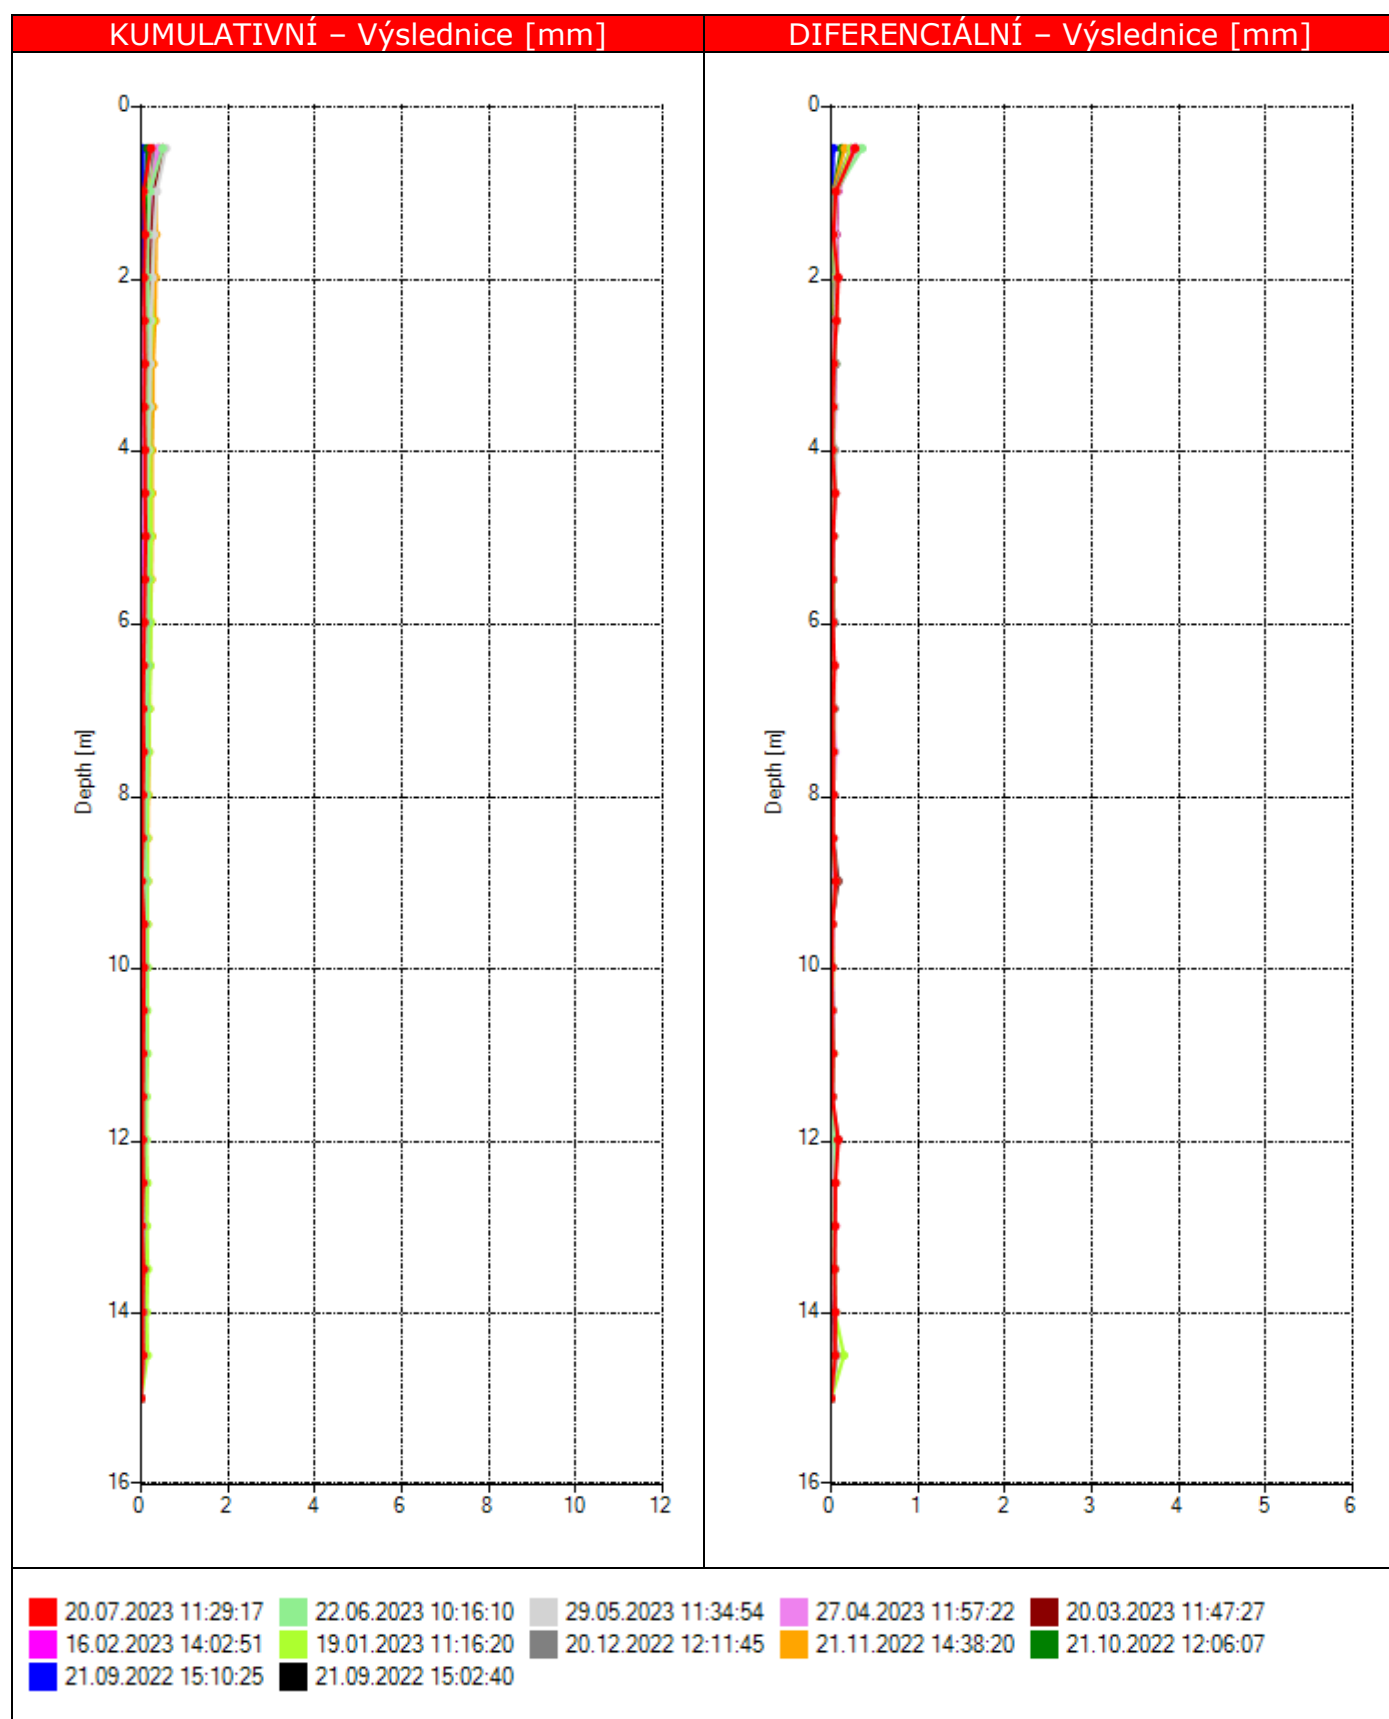 KUMULATIVNÍ – Výslednice [mm]
DIFERENCIÁLNÍ – Výslednice [mm]
0
2
4
6
8
10
12
14
16
Depth [m]
0 2 4 6 8 10 12
0
2
4
6
8
10
12
14
16
Depth [m]
0 1 2 3 4 5 6
20.07.2023 11:29:17 22.06.2023 10:16:10 29.05.2023 11:34:54 27.04.2023 11:57:22 20.03.2023 11:47:27
16.02.2023 14:02:51 19.01.2023 11:16:20 20.12.2022 12:11:45 21.11.2022 14:38:20 21.10.2022 12:06:07
21.09.2022 15:10:25 21.09.2022 15:02:40